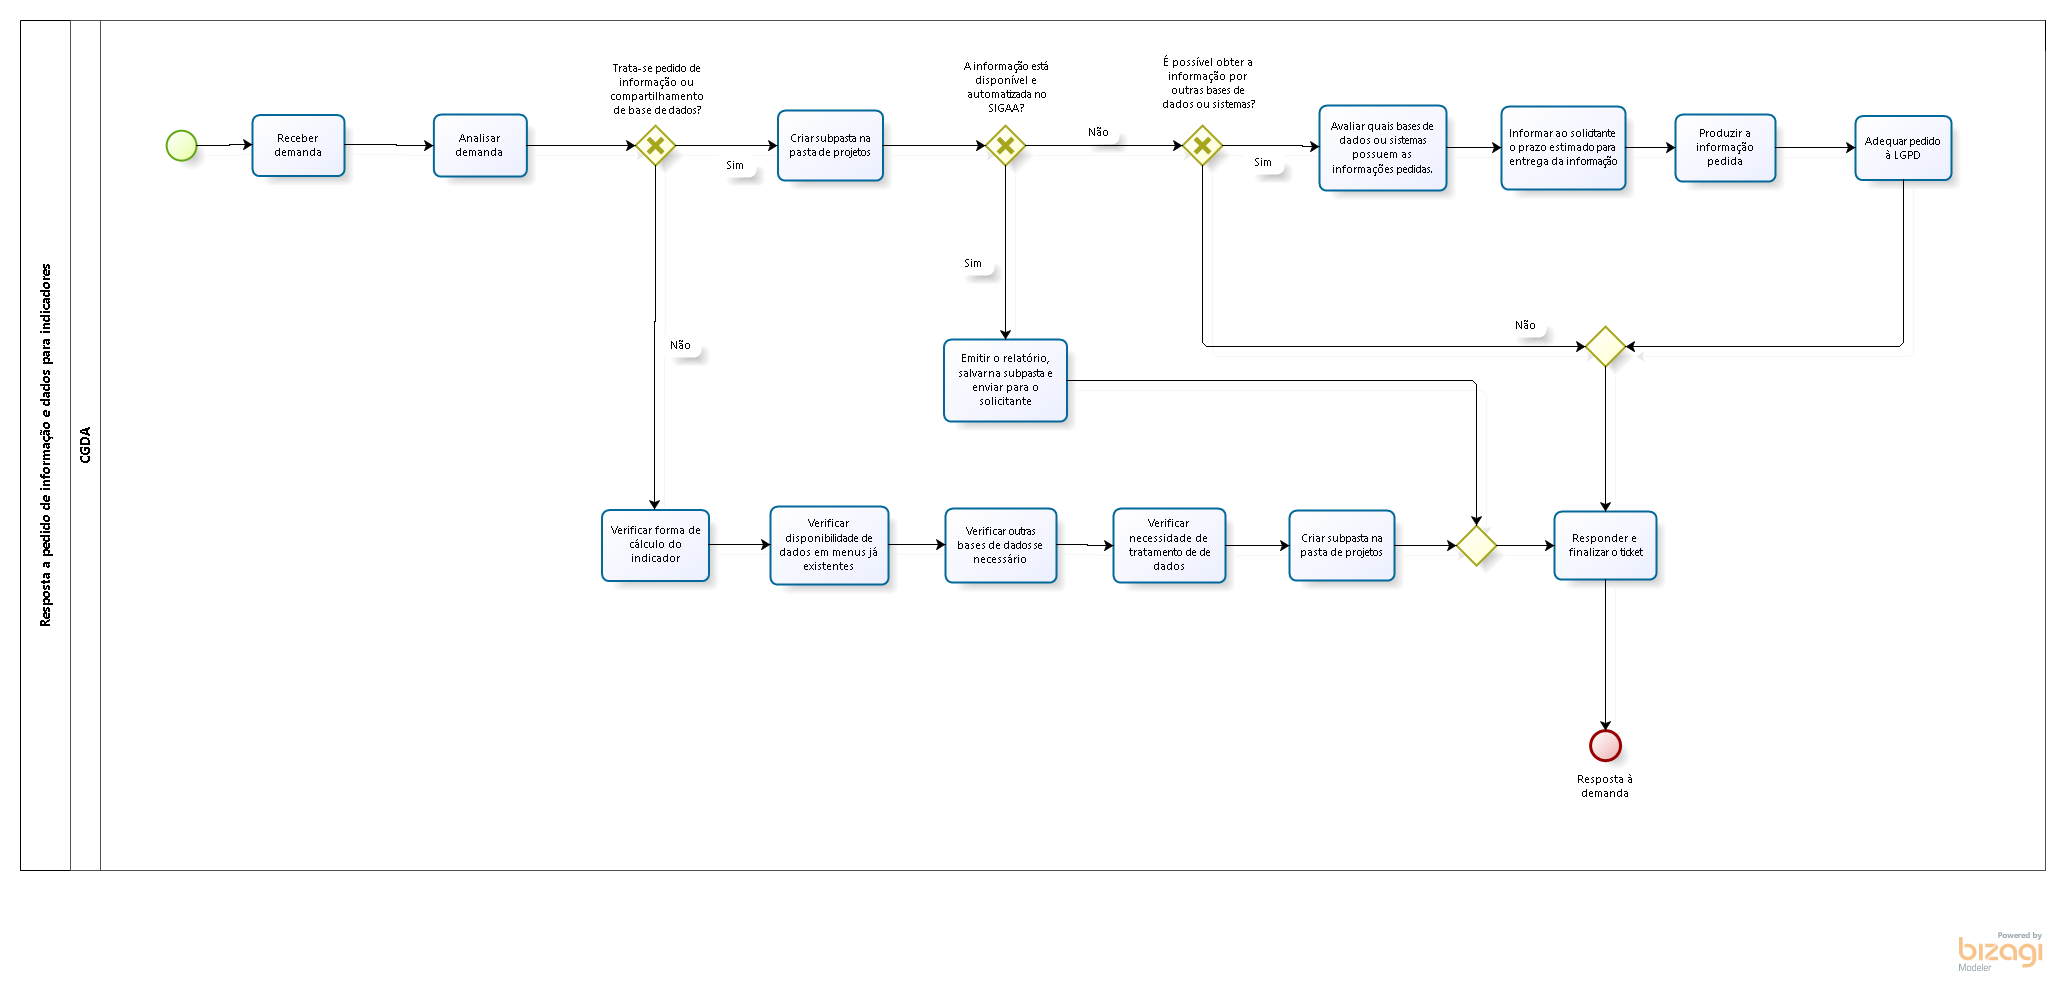 Resposta a pedido de informação e dados para indicadores
CGDA
Receber
demanda
Analisar
demanda
Trata-se pedido de
informação ou
compartilhamento
de base de dados?
Sim
Não
Criar subpasta na
pasta de projetos
A informação está
disponível e
automatizada no
SIGAA?
Não
Sim
É possível obter a
informação por
outras bases de
dados ou sistemas?
Sim
Não
Avaliar quais bases de
dados ou sistemas
possuem as
informações pedidas.
Informar ao solicitante
o prazo estimado para
entrega da informação
Produzir a
informação
pedida
Adequar pedido
à LGPD
Emitir o relatório,
salvar na subpasta e
enviar para o
solicitante
Verificar forma de
cálculo do
indicador
Verificar
disponibilidade de
dados em menus já
existentes
Verificar outras
bases de dados se
necessário
Verificar
necessidade de
tratamento de de
dados
Criar subpasta na
pasta de projetos
Responder e
finalizar o ticket
Resposta à
demanda
Powered by
bizagi
Modeler